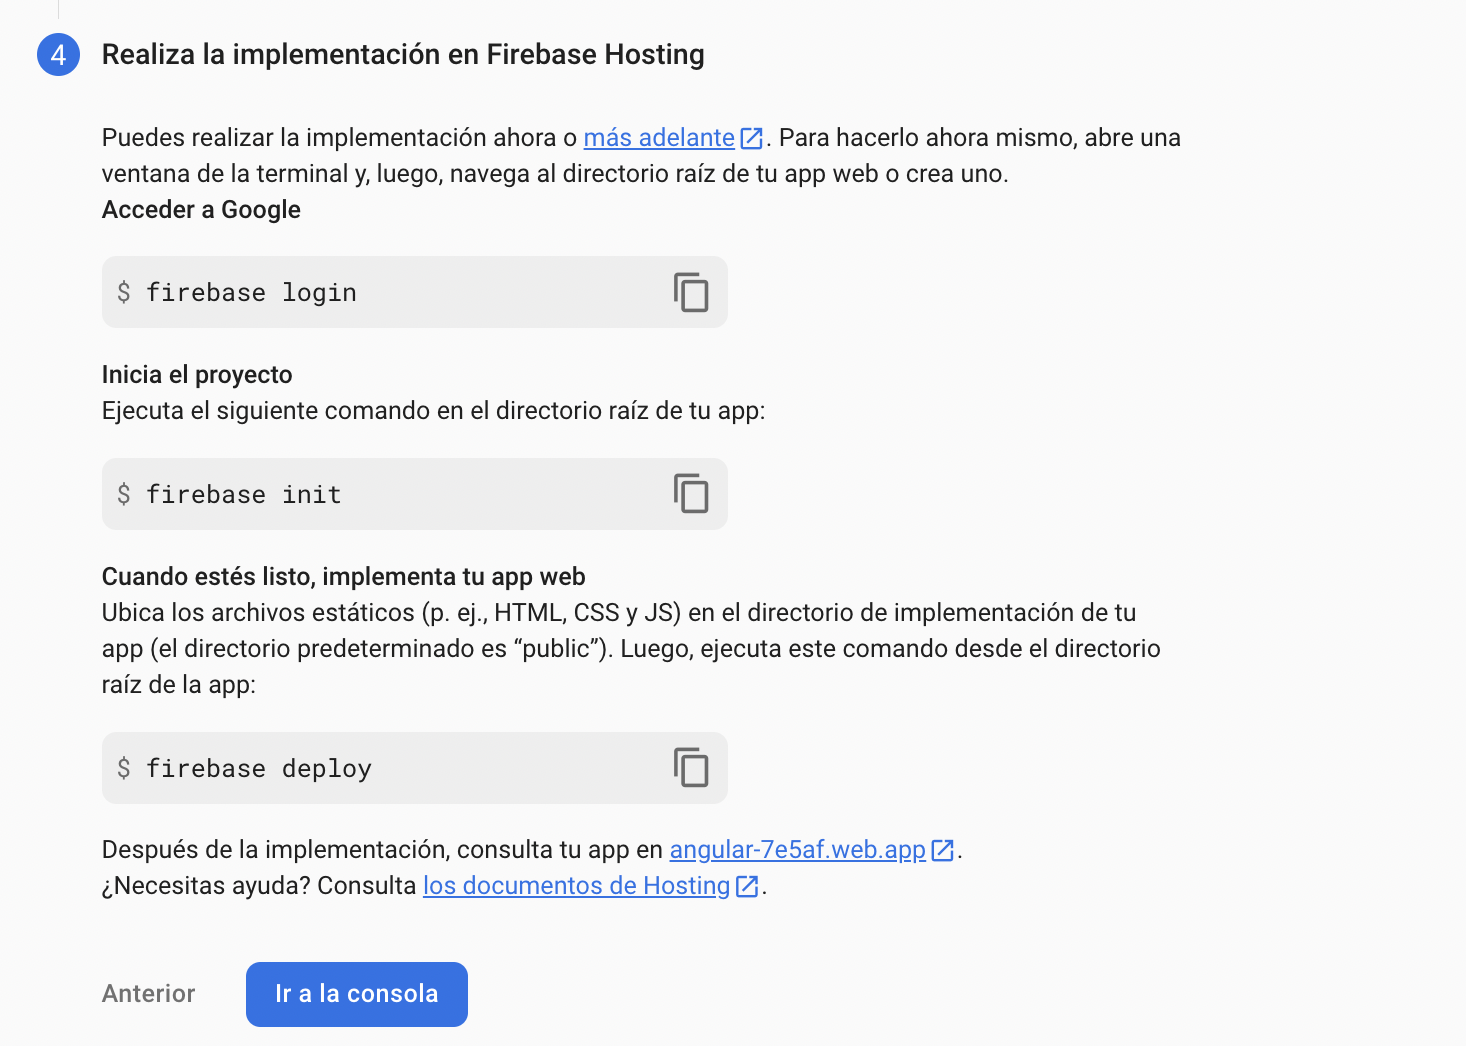 4 Realiza la implementación en Firebase Hosting
Puedes realizar la implementación ahora o más adelante. Para hacerlo ahora mismo, abre una
ventana de la terminal y, luego, navega al directorio raíz de tu app web o crea uno.
Acceder a Google
$ firebase login
Inicia el proyecto
Ejecuta el siguiente comando en el directorio raíz de tu app:
$ firebase init
Cuando estés listo, implementa tu app web
Ubica los archivos estáticos (p. ej., HTML, CSS y JS) en el directorio de implementación de tu
app (el directorio predeterminado es “public”). Luego, ejecuta este comando desde el directorio
raíz de la app:
$ firebase deploy
Después de la implementación, consulta tu app en angular-7e5af.web.app.
¿Necesitas ayuda? Consulta los documentos de Hosting.
Anterior Ir a la consola